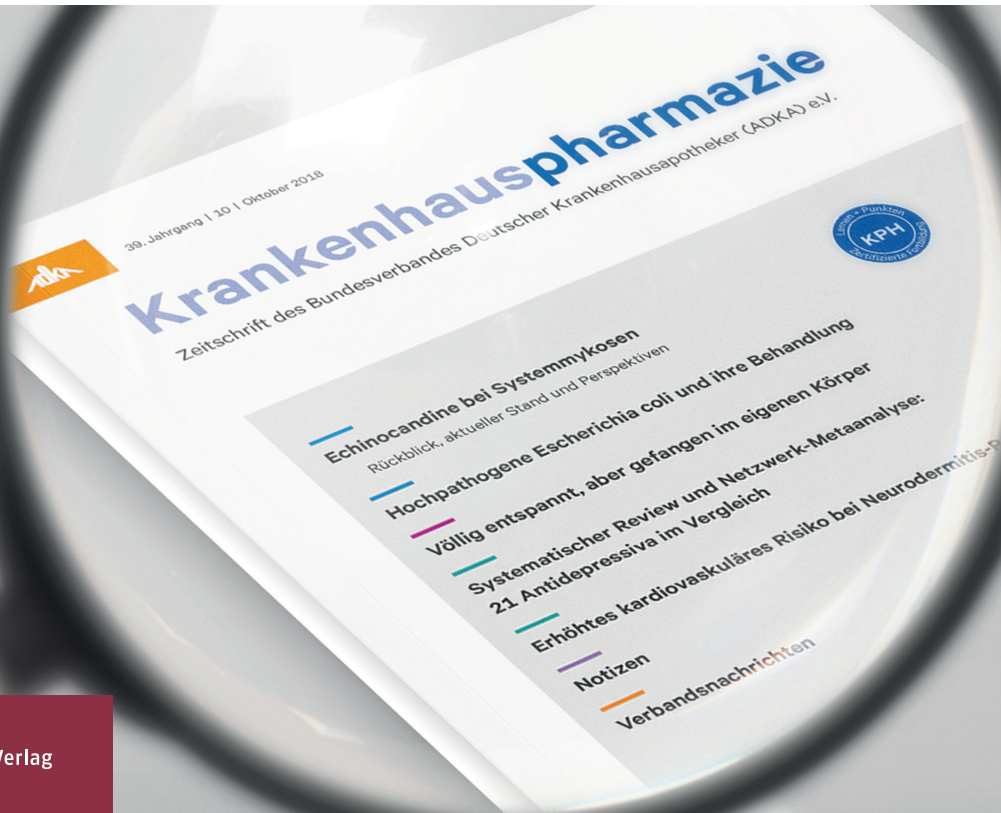 39. Jahrgang | 10 | Oktober 2018
adka
Krankenhauspharmazie
Zeitschrift des Bundesverbandes Deutscher Krankenhausapotheker (ADKA) e.V.
Lernen + Punkten
KPH
Zertifizierte Fortbildung
Echinocandine bei Systemmykosen
Rückblick, aktueller Stand und Perspektiven
Hochpathogene Escherichia coli und ihre Behandlung
Völlig entspannt, aber gefangen im eigenen Körper
Systematischer Review und Netzwerk-Metaanalyse:
21 Antidepressiva im Vergleich
Erhöhtes kardiovaskuläres Risiko bei Neurodermitis-P
Notizen
Verbandsnachrichten
Verlag